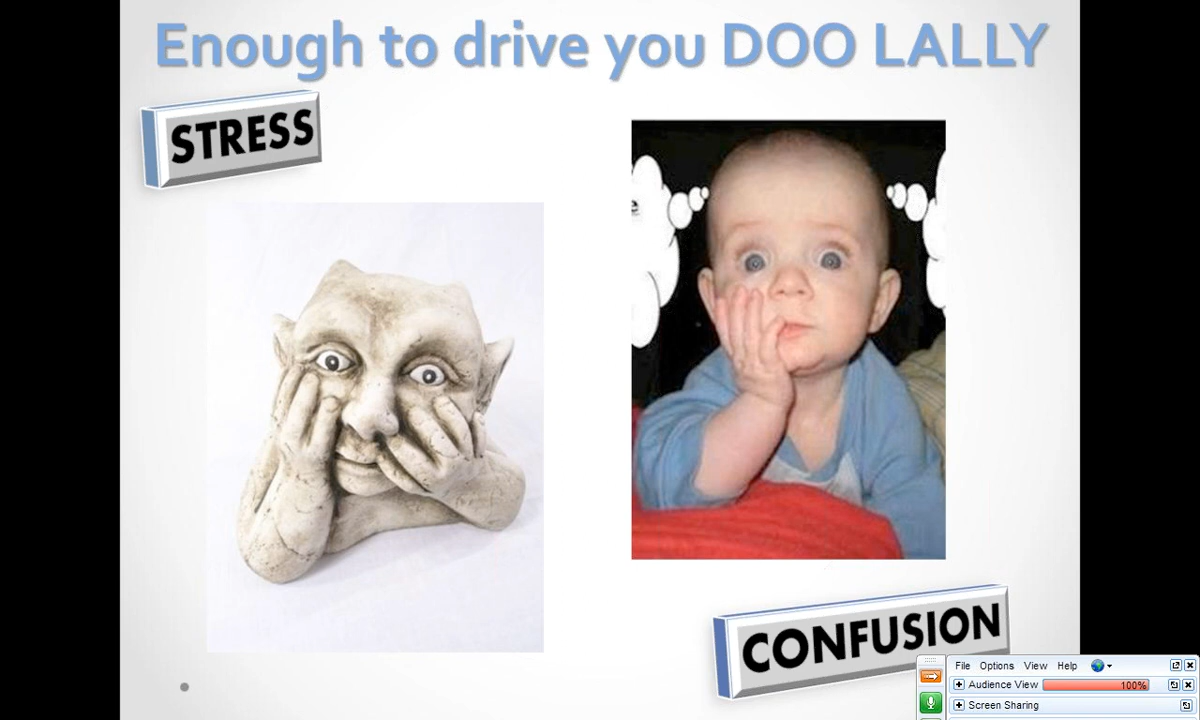 Enough to drive you DOO LALLY
STRESS
e
CONFUSION
File Options View Help
Audience View 100%
Screen Sharing